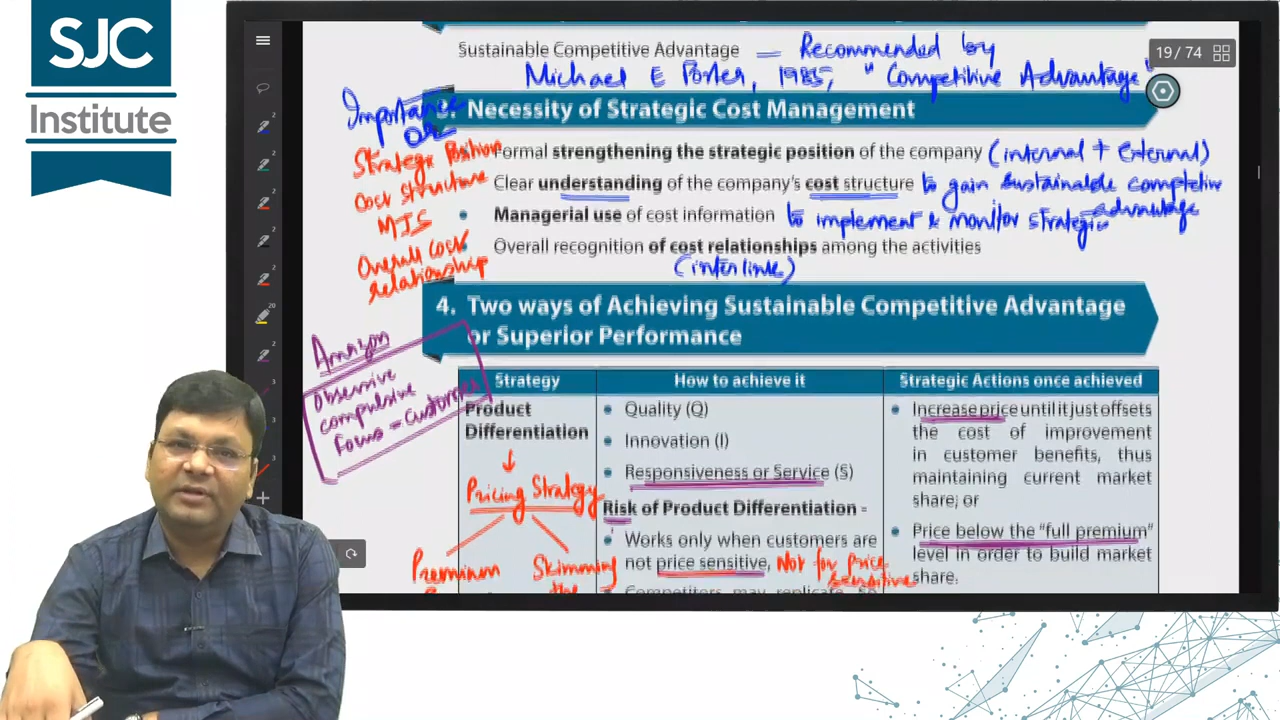 SJC
Institute
19 / 74
Sustainable Competitive Advantage = Recommended by
Michael E Porter, 1985, "Competitive Advantage"
Importance
Necessity of Strategic Cost Management
Strategic Position
Cost Structure
MIS
Overall Cost
relationship
Formal strengthening the strategic position of the company (internal + external)
Clear understanding of the company's cost structure to gain sustainable competitive
advantage
Managerial use of cost information to implement & monitor strategic
Overall recognition of cost relationships among the activities
(interlink)
4. Two ways of Achieving Sustainable Competitive Advantage
or Superior Performance
Amazon
Obsessive
compulsive
Focus = Customers
Strategy
How to achieve it
Strategic Actions once achieved
Product
Differentiation
Pricing Strategy
Premium
Skimming
the
Quality (Q)
Innovation (I)
Responsiveness or Service (S)
Risk of Product Differentiation -
Works only when customers are
not price sensitive, Not for Price
sensitive
Competitors may replicate, so
Increase price until it just offsets
the cost of improvement
in customer benefits, thus
maintaining current market
share; or
Price below the "full premium"
level in order to build market
share.